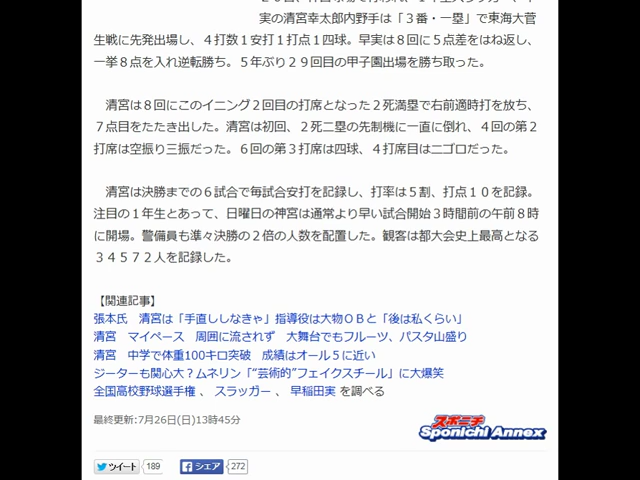 実の清宮幸太郎内野手は「３番・一塁」で東海大菅
生戦に先発出場し、４打数１安打１打点１四球。早実は８回に５点差をはね返し、
一挙８点を入れ逆転勝ち。５年ぶり２９回目の甲子園出場を勝ち取った。
清宮は８回にこのイニング２回目の打席となった２死満塁で右前適時打を放ち、
７点目をたたき出した。清宮は初回、２死二塁の先制機に一直に倒れ、４回の第２
打席は空振り三振だった。６回の第３打席は四球、４打席目は二ゴロだった。
清宮は決勝までの６試合で毎試合安打を記録し、打率は５割、打点１０を記録。
注目の１年生とあって、日曜日の神宮は通常より早い試合開始３時間前の午前８時
に開場。警備員も準々決勝の２倍の人数を配置した。観客は都大会史上最高となる
３４５７２人を記録した。
【関連記事】
張本氏　清宮は「手直ししなきゃ」指導役は大物ＯＢと「後は私くらい」
清宮　マイペース　周囲に流されず　大舞台でもフルーツ、パスタ山盛り
清宮　中学で体重100キロ突破　成績はオール５に近い
ジーターも関心大？ムネリン「“芸術的”フェイクスチール」に大爆笑
全国高校野球選手権 、 スラッガー 、 早稲田実 を調べる
最終更新:7月26日(日)13時45分
スポニチ
Sponichi Annex
ツイート 189 シェア 272